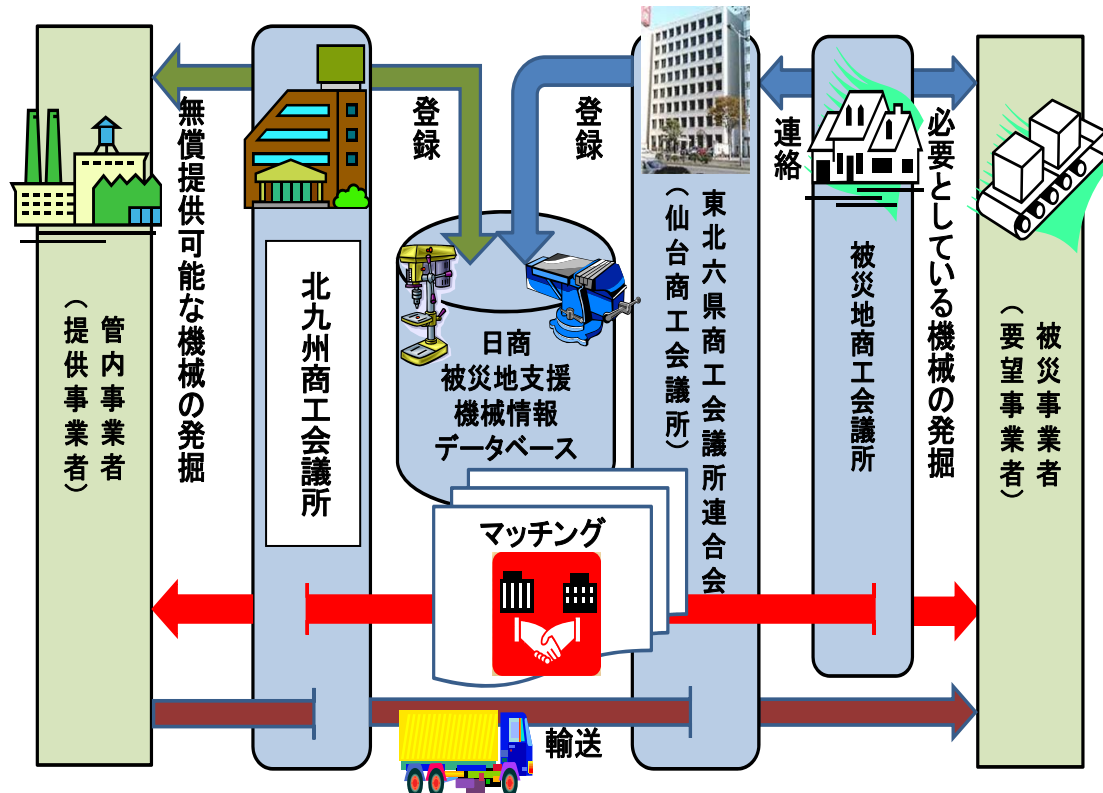 管内事業者
（提供事業者）
無償提供可能な機械の発掘
北九州商工会議所
登録
登録
日商
被災地支援
機械情報
データベース
東北六県商工会議所連合会
（仙台商工会議所）
連絡
被災地商工会議所
必要としている機械の発掘
被災事業者
（要望事業者）
マッチング
輸送